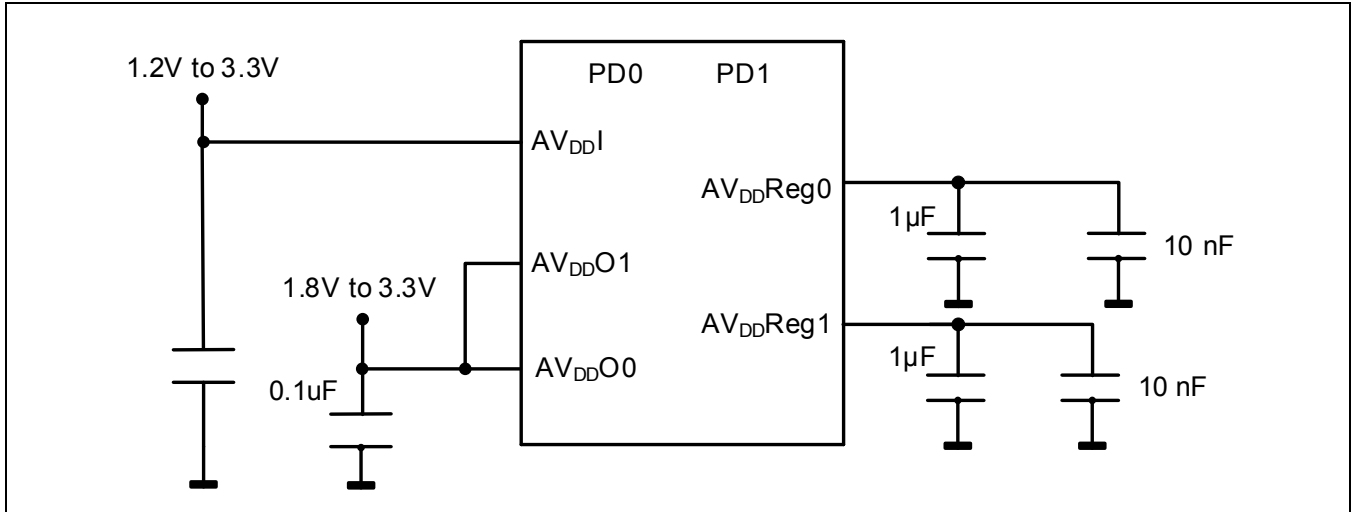 1.2V to 3.3V
PD0 PD1
AVDDI
AVDDReg0
1µF
10 nF
AVDDO1
1.8V to 3.3V
AVDDReg1
AVDDO0
0.1uF
1µF
10 nF